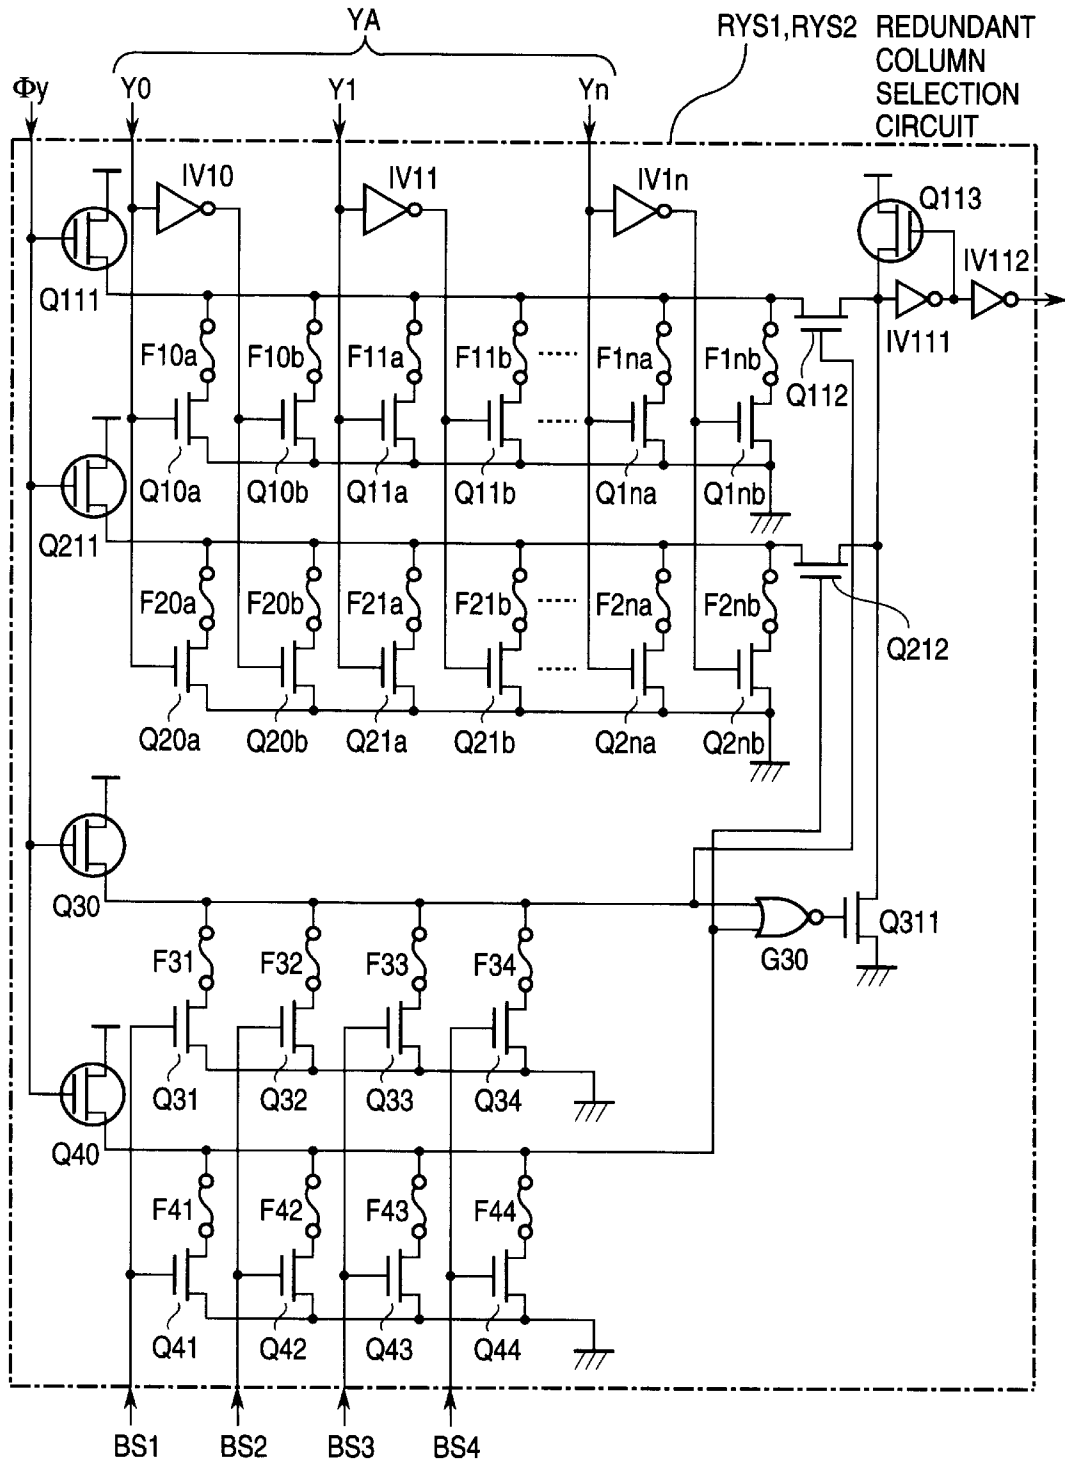 YA
RYS1,RYS2 REDUNDANT
COLUMN
SELECTION
CIRCUIT
Φy Y0 Y1 Yn
IV10 IV11 IV1n
Q113
IV112
Q111
IV111
F10a F10b F11a F11b F1na F1nb
Q112
Q10a Q10b Q11a Q11b Q1na Q1nb
Q211
F20a F20b F21a F21b F2na F2nb
Q212
Q20a Q20b Q21a Q21b Q2na Q2nb
Q30
Q311
G30
F31 F32 F33 F34
Q31 Q32 Q33 Q34
Q40
F41 F42 F43 F44
Q41 Q42 Q43 Q44
BS1 BS2 BS3 BS4